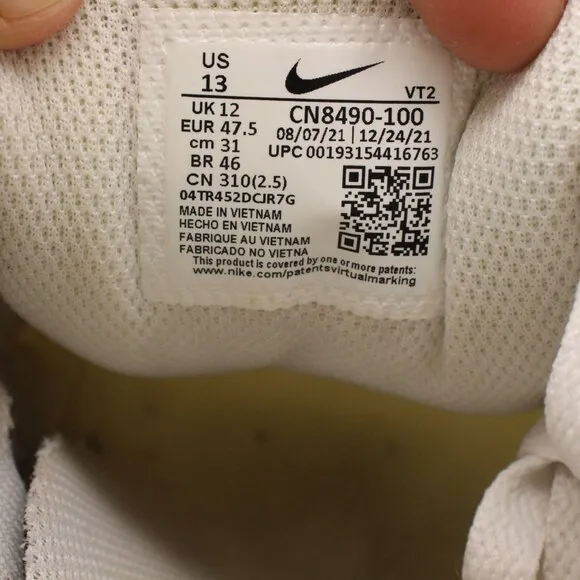 US
13
VT2
UK 12
EUR 47.5
cm 31
BR 46
CN 310(2.5)
04TR452DCJR7G
CN8490-100
08/07/21 | 12/24/21
UPC 00193154416763
MADE IN VIETNAM
HECHO EN VIETNAM
FABRIQUE AU VIETNAM
FABRICADO NO VIETNA
This product is covered by one or more patents:
www.nike.com/patentsvirtualmarking